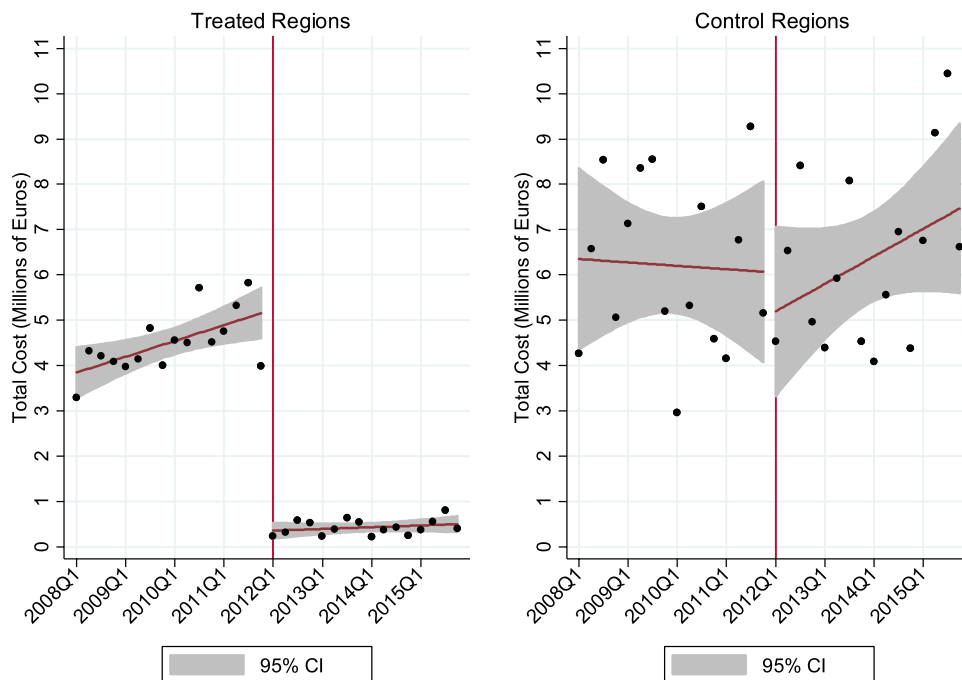 Treated Regions
Total Cost (Millions of Euros)
11
10
9
8
7
6
5
4
3
2
1
0
2008Q1
2009Q1
2010Q1
2011Q1
2012Q1
2013Q1
2014Q1
2015Q1
95% CI
Control Regions
Total Cost (Millions of Euros)
11
10
9
8
7
6
5
4
3
2
1
0
2008Q1
2009Q1
2010Q1
2011Q1
2012Q1
2013Q1
2014Q1
2015Q1
95% CI